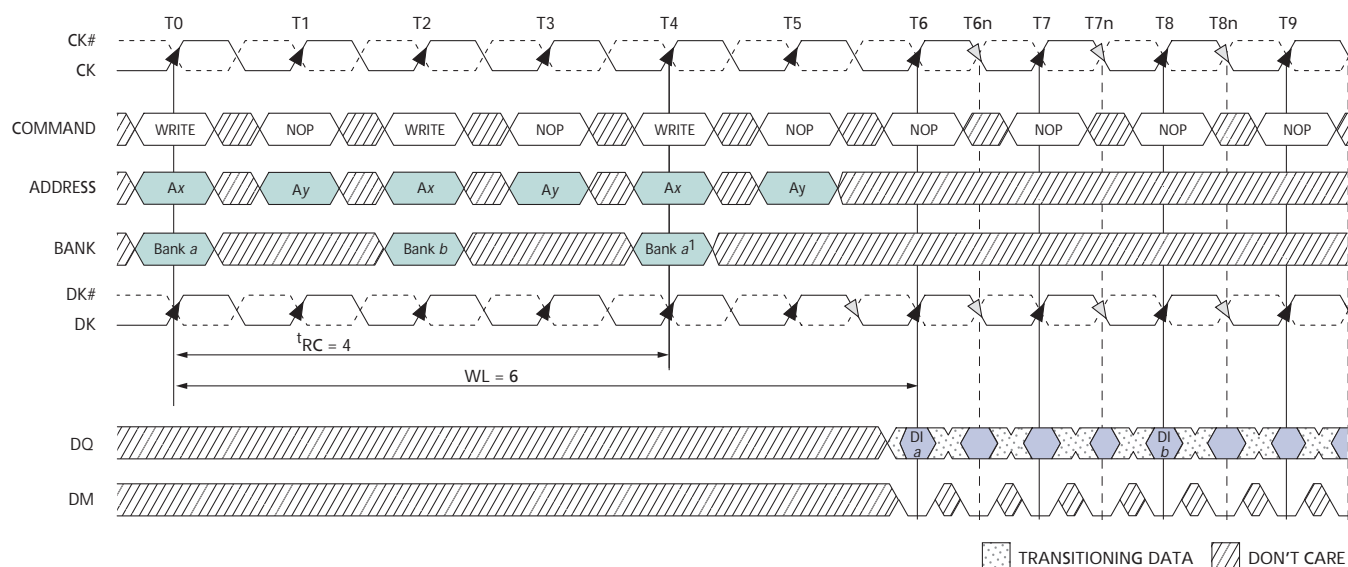 T0 T1 T2 T3 T4 T5 T6 T6n T7 T7n T8 T8n T9
CK#
CK
COMMAND WRITE NOP WRITE NOP WRITE NOP NOP NOP NOP NOP
ADDRESS Ax Ay Ax Ay Ax Ay
BANK Bank a Bank b Bank a¹
DK#
DK
tRC = 4
WL = 6
DQ DI a DI b
DM
TRANSITIONING DATA DON'T CARE